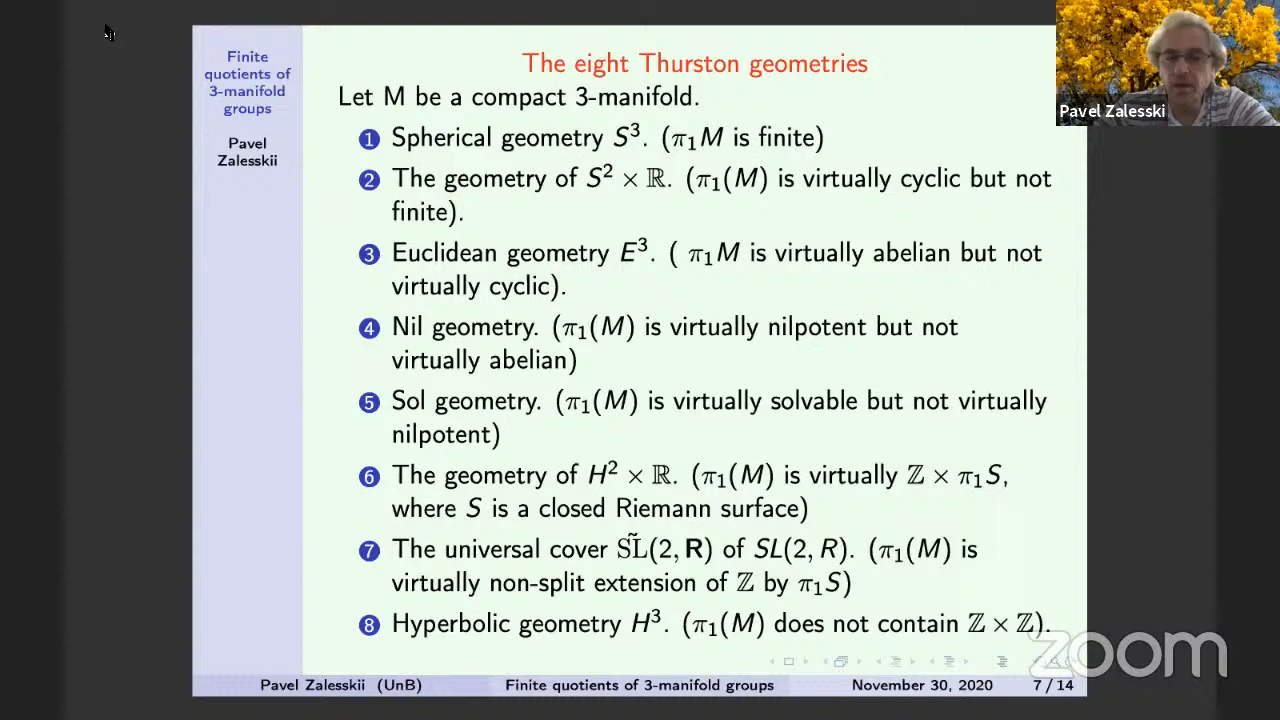 Finite
quotients of
3-manifold
groups
Pavel
Zalesskii
The eight Thurston geometries
Let M be a compact 3-manifold.
1 Spherical geometry S³. (π₁M is finite)
2 The geometry of S² × ℝ. (π₁(M) is virtually cyclic but not
finite).
3 Euclidean geometry E³. ( π₁M is virtually abelian but not
virtually cyclic).
4 Nil geometry. (π₁(M) is virtually nilpotent but not
virtually abelian)
5 Sol geometry. (π₁(M) is virtually solvable but not virtually
nilpotent)
6 The geometry of H² × ℝ. (π₁(M) is virtually ℤ × π₁S,
where S is a closed Riemann surface)
7 The universal cover SL̃(2, R) of SL(2, R). (π₁(M) is
virtually non-split extension of ℤ by π₁S)
8 Hyperbolic geometry H³. (π₁(M) does not contain ℤ × ℤ).
Pavel Zalesskii (UnB) Finite quotients of 3-manifold groups November 30, 2020 7 / 14
Pavel Zalesski
zoom